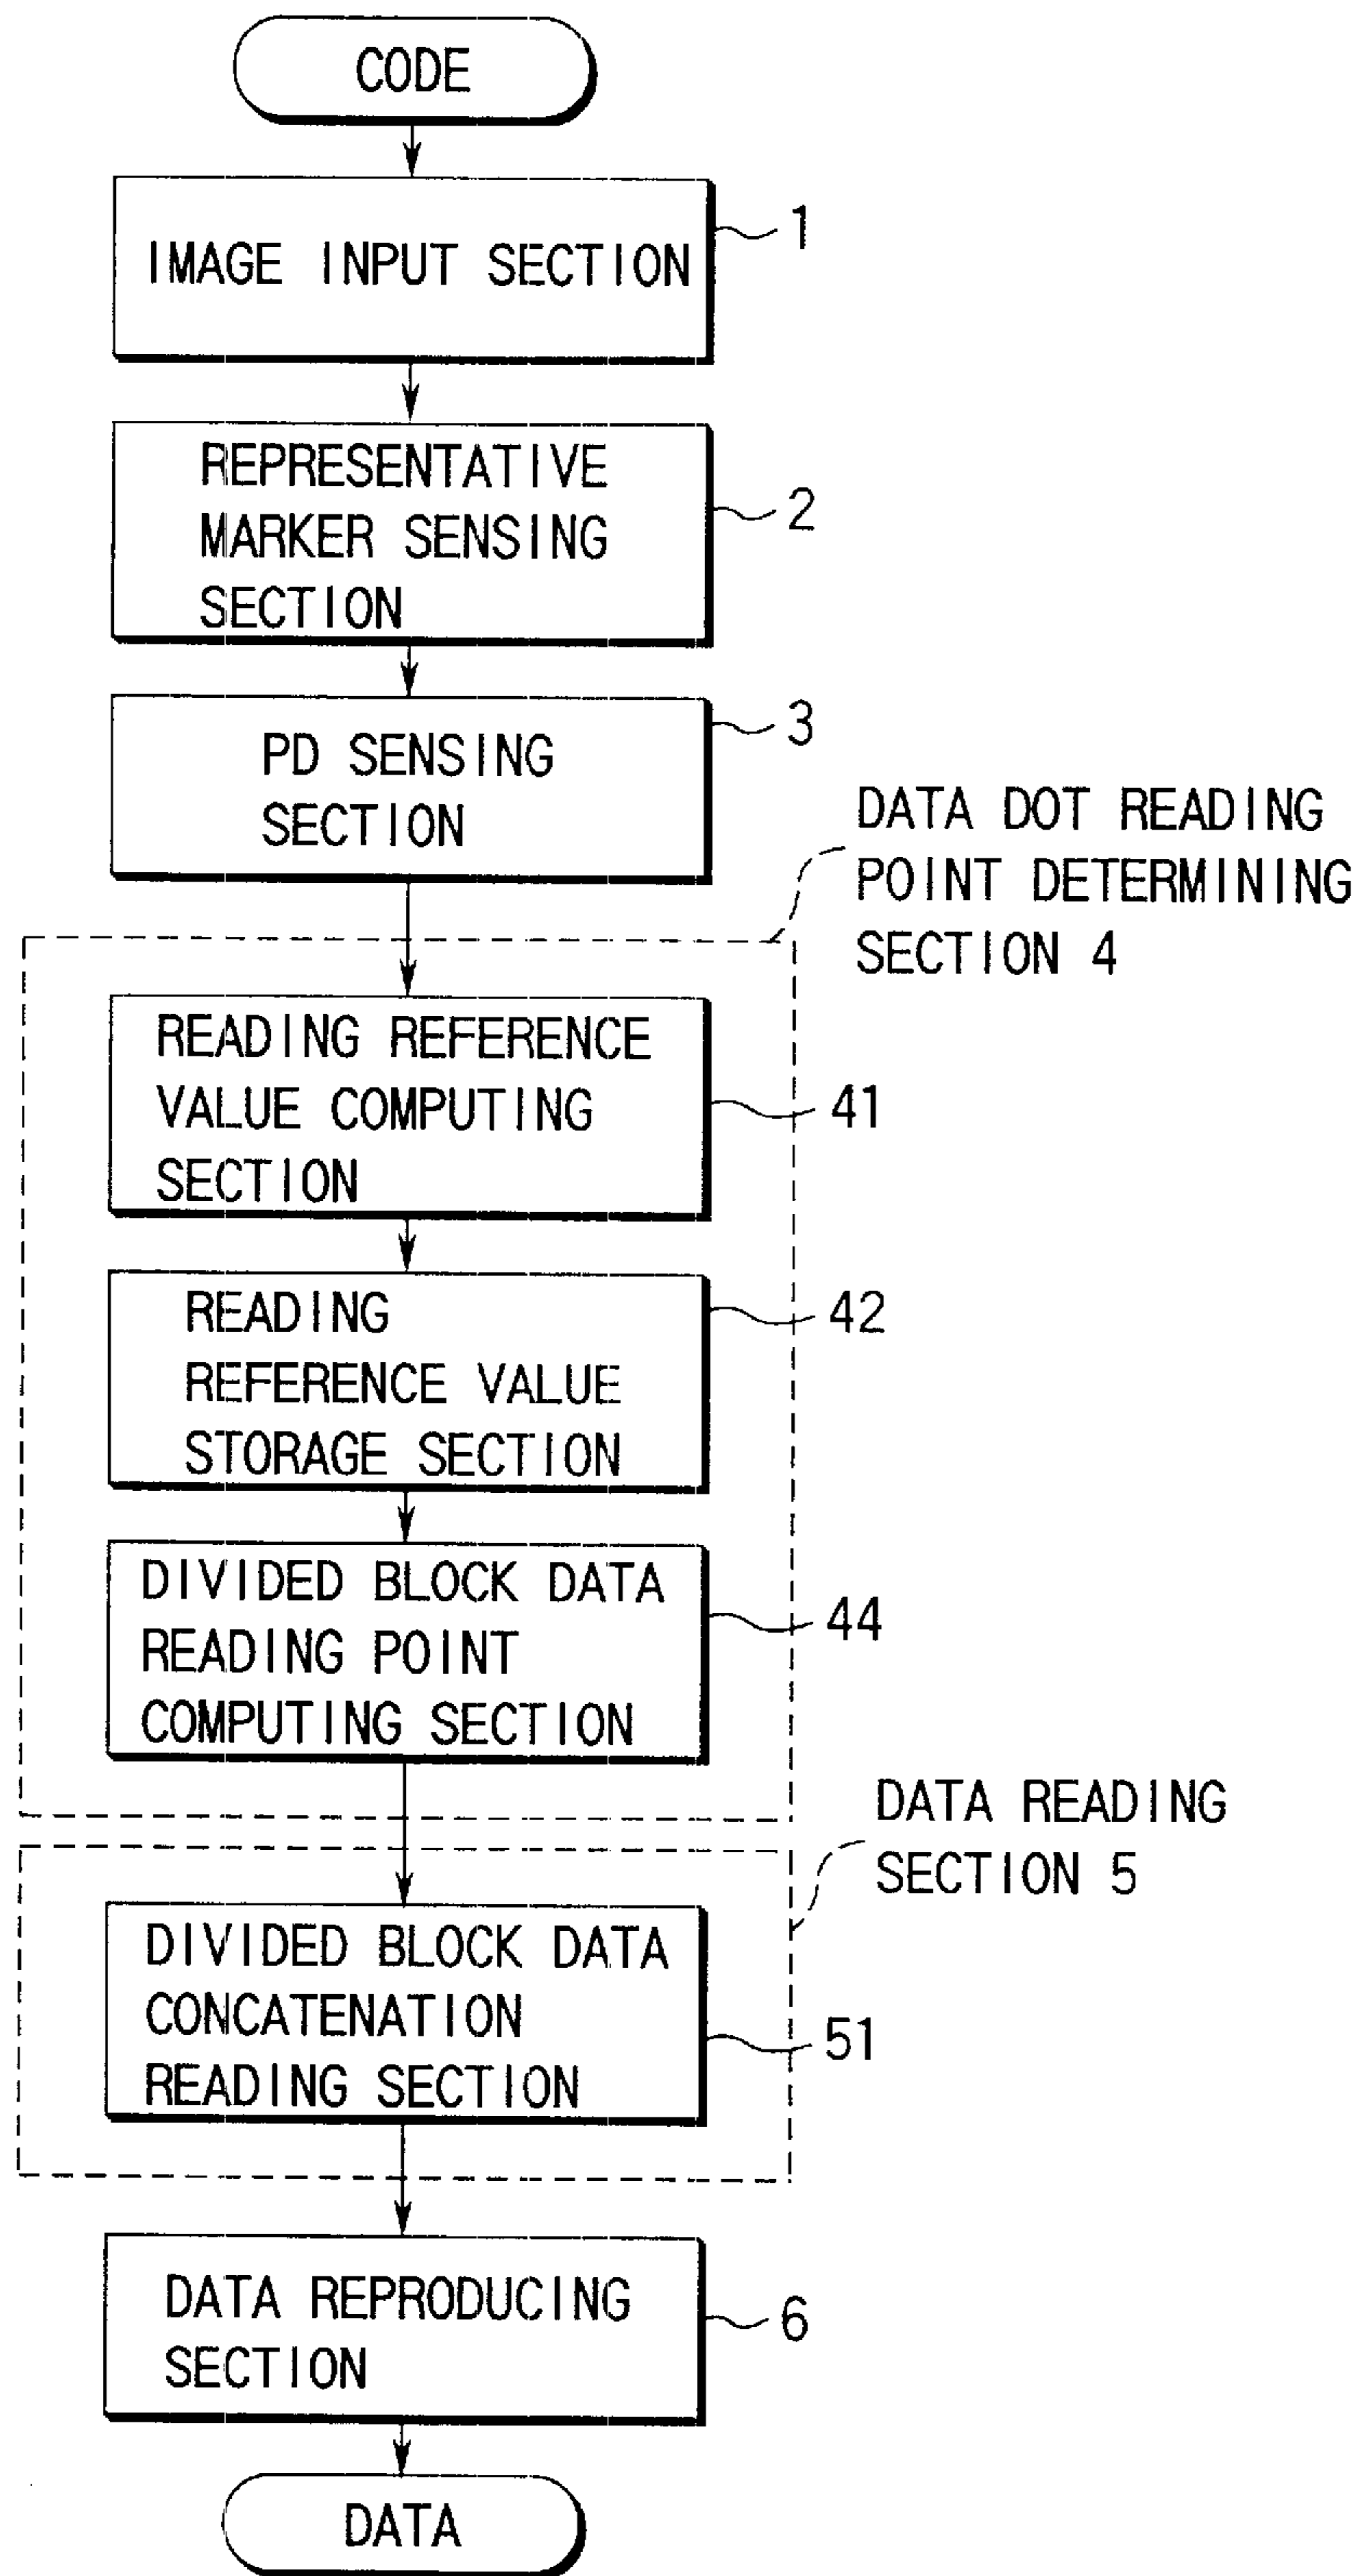 CODE
IMAGE INPUT SECTION
1
REPRESENTATIVE
MARKER SENSING
SECTION
2
PD SENSING
SECTION
3
DATA DOT READING
POINT DETERMINING
SECTION 4
READING REFERENCE
VALUE COMPUTING
SECTION
41
READING
REFERENCE VALUE
STORAGE SECTION
42
DIVIDED BLOCK DATA
READING POINT
COMPUTING SECTION
44
DATA READING
SECTION 5
DIVIDED BLOCK DATA
CONCATENATION
READING SECTION
51
DATA REPRODUCING
SECTION
6
DATA